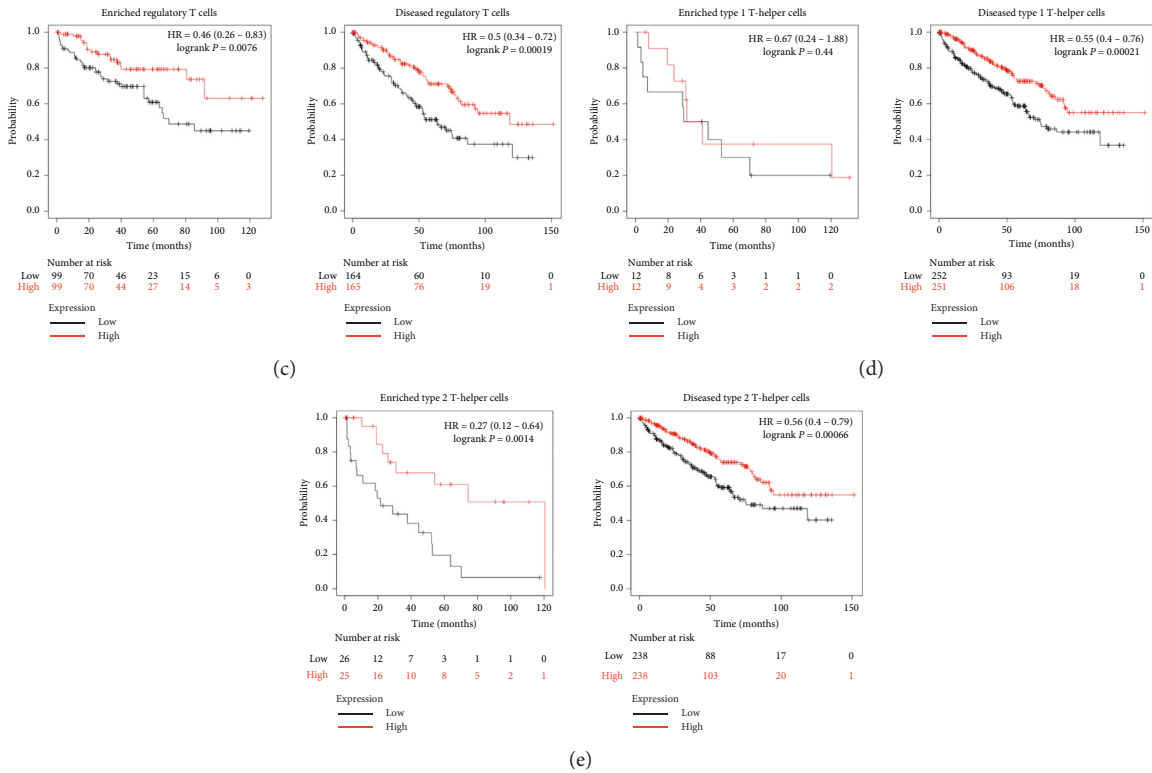 Enriched regulatory T cells
HR = 0.46 (0.26 – 0.83)
logrank P = 0.0076
1.0
0.8
0.6
0.4
0.2
0.0
Probability
0 20 40 60 80 100 120
Time (months)
Number at risk
Low 99 70 46 23 15 6 0
High 99 70 44 27 14 5 3
Expression
Low
High
Diseased regulatory T cells
HR = 0.5 (0.34 – 0.72)
logrank P = 0.00019
1.0
0.8
0.6
0.4
0.2
0.0
Probability
0 50 100 150
Time (months)
Number at risk
Low 164 60 10 0
High 165 76 19 1
Expression
Low
High
(c)
Enriched type 1 T-helper cells
HR = 0.67 (0.24 – 1.88)
logrank P = 0.44
1.0
0.8
0.6
0.4
0.2
0.0
Probability
0 20 40 60 80 100 120
Time (months)
Number at risk
Low 12 8 6 3 1 1 0
High 12 9 4 3 2 2 2
Expression
Low
High
Diseased type 1 T-helper cells
HR = 0.55 (0.4 – 0.76)
logrank P = 0.00021
1.0
0.8
0.6
0.4
0.2
0.0
Probability
0 50 100 150
Time (months)
Number at risk
Low 252 93 19 0
High 251 106 18 1
Expression
Low
High
(d)
Enriched type 2 T-helper cells
HR = 0.27 (0.12 – 0.64)
logrank P = 0.0014
1.0
0.8
0.6
0.4
0.2
0.0
Probability
0 20 40 60 80 100 120
Time (months)
Number at risk
Low 26 12 7 3 1 1 0
High 25 16 10 8 5 2 1
Expression
Low
High
Diseased type 2 T-helper cells
HR = 0.56 (0.4 – 0.79)
logrank P = 0.00066
1.0
0.8
0.6
0.4
0.2
0.0
Probability
0 50 100 150
Time (months)
Number at risk
Low 238 88 17 0
High 238 103 20 1
Expression
Low
High
(e)